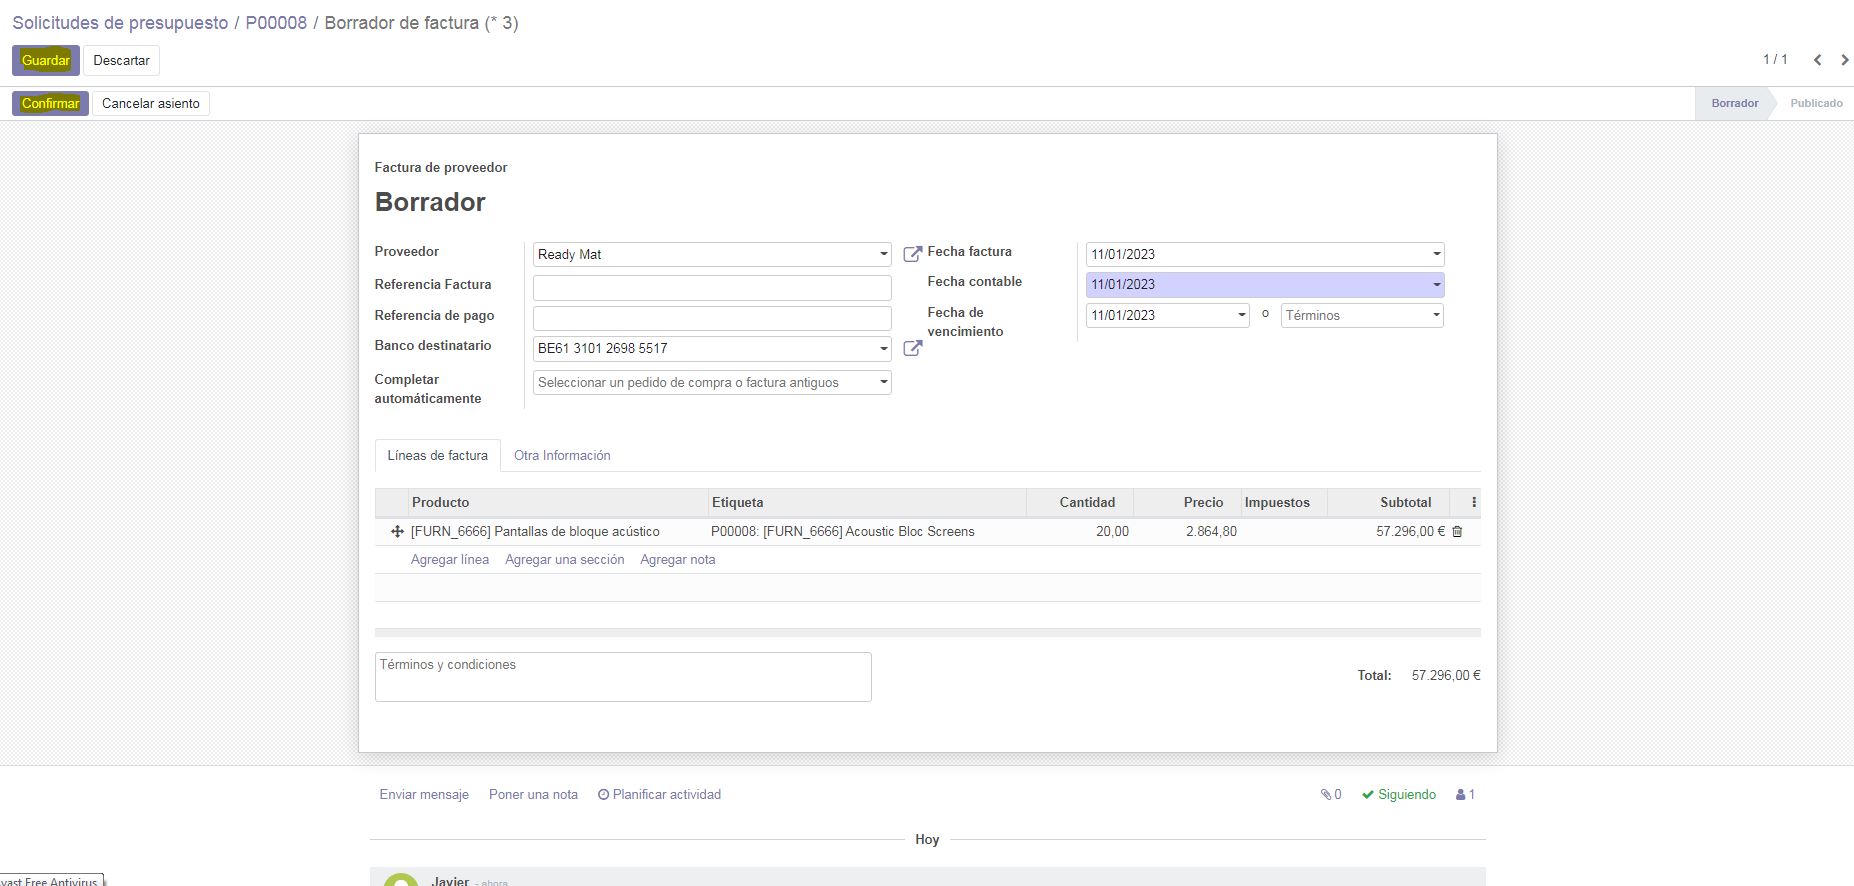 Solicitudes de presupuesto / P00008 / Borrador de factura (* 3)
Guardar Descartar
1 / 1
Confirmar Cancelar asiento
Borrador Publicado
Factura de proveedor
Borrador
Proveedor Ready Mat Fecha factura 11/01/2023
Referencia Factura Fecha contable 11/01/2023
Referencia de pago Fecha de vencimiento 11/01/2023 o Términos
Banco destinatario BE61 3101 2698 5517
Completar automáticamente Seleccionar un pedido de compra o factura antiguos
Líneas de factura Otra Información
Producto Etiqueta Cantidad Precio Impuestos Subtotal
[FURN_6666] Pantallas de bloque acústico P00008: [FURN_6666] Acoustic Bloc Screens 20,00 2.864,80 57.296,00 €
Agregar línea Agregar una sección Agregar nota
Términos y condiciones
Total: 57.296,00 €
Enviar mensaje Poner una nota Planificar actividad 0 Siguiendo 1
Hoy
Javier - ahora
Free Antivirus